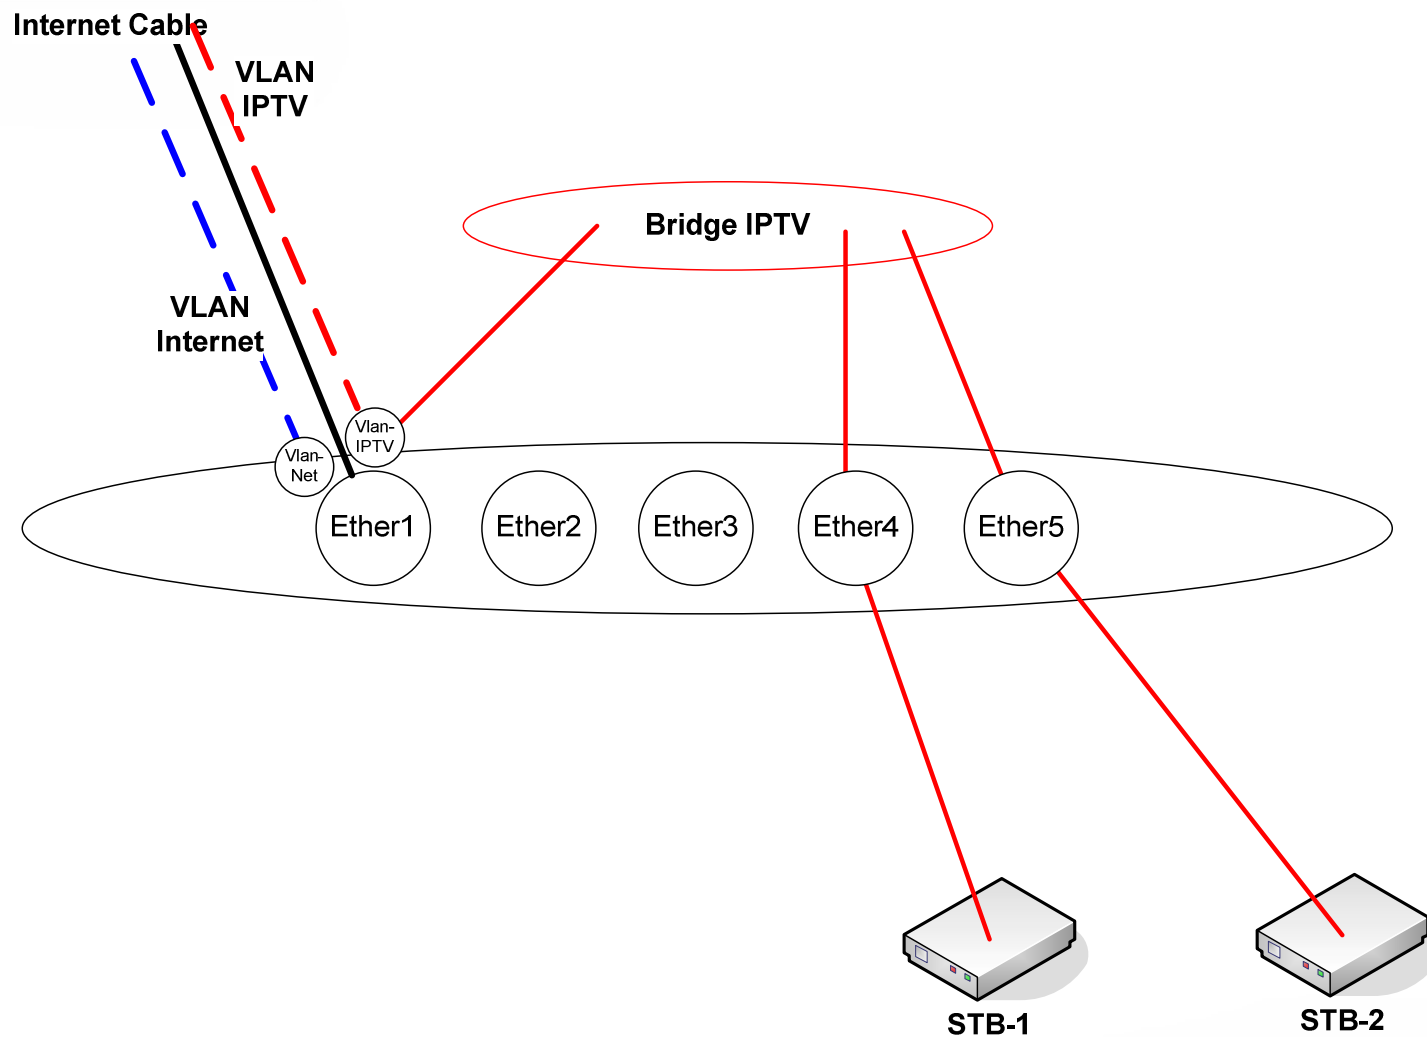 Internet Cable
VLAN
IPTV
Bridge IPTV
VLAN
Internet
Vlan-
IPTV
Vlan-
Net
Ether1
Ether2
Ether3
Ether4
Ether5
STB-1
STB-2